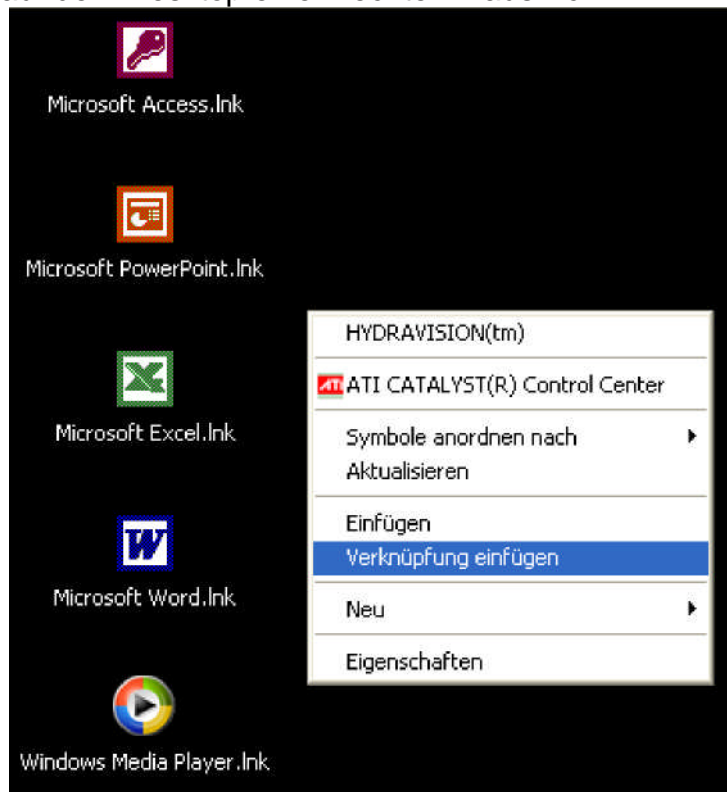 Microsoft Access.lnk
Microsoft PowerPoint.lnk
Microsoft Excel.lnk
Microsoft Word.lnk
Windows Media Player.lnk
HYDRAVISION(tm)
ATI CATALYST(R) Control Center
Symbole anordnen nach
Aktualisieren
Einfügen
Verknüpfung einfügen
Neu
Eigenschaften